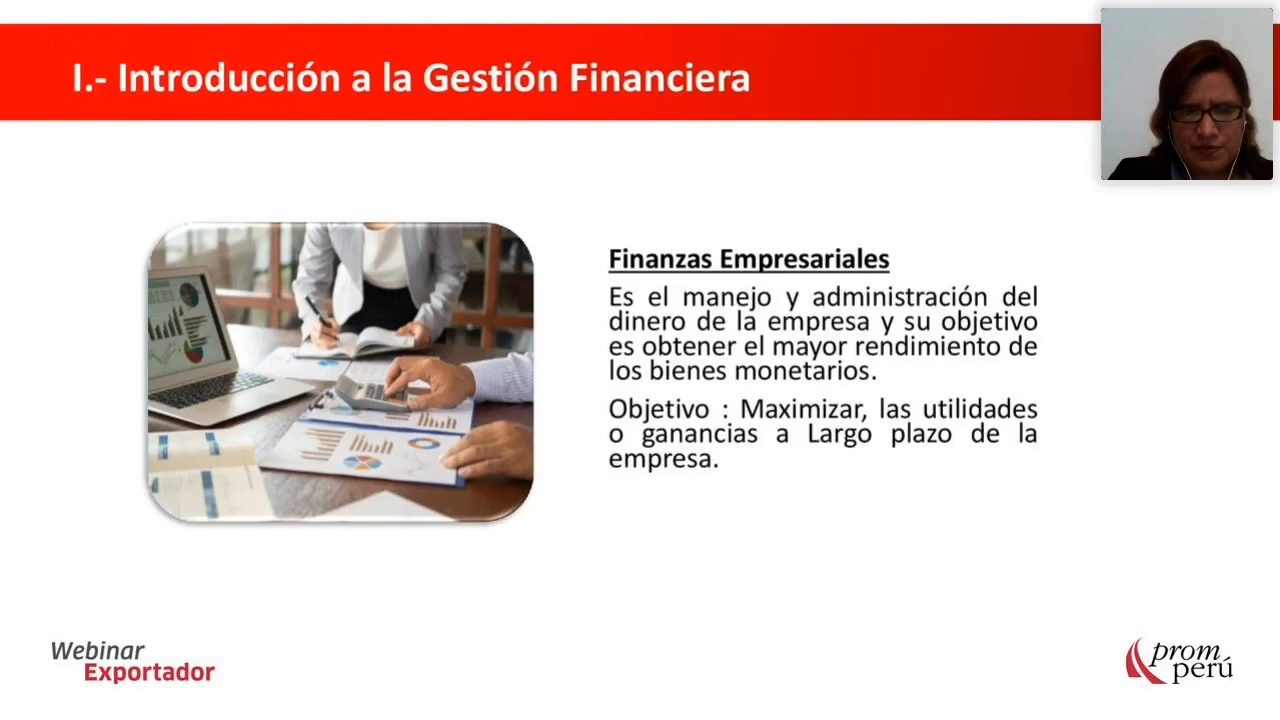 I.- Introducción a la Gestión Financiera
Finanzas Empresariales
Es el manejo y administración del
dinero de la empresa y su objetivo
es obtener el mayor rendimiento de
los bienes monetarios.
Objetivo : Maximizar, las utilidades
o ganancias a Largo plazo de la
empresa.
Webinar
Exportador
prom
perú